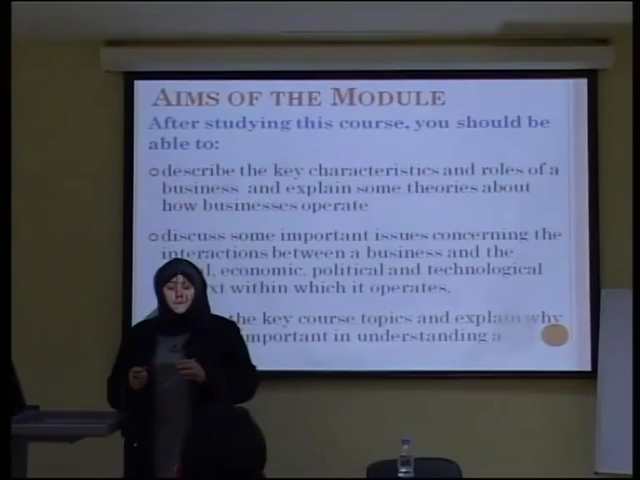 AIMS OF THE MODULE
After studying this course, you should be
able to:
describe the key characteristics and roles of a
business and explain some theories about
how businesses operate
discuss some important issues concerning the
interactions between a business and the
economic, political and technological
within which it operates.
the key course topics and explain why
important in understanding a